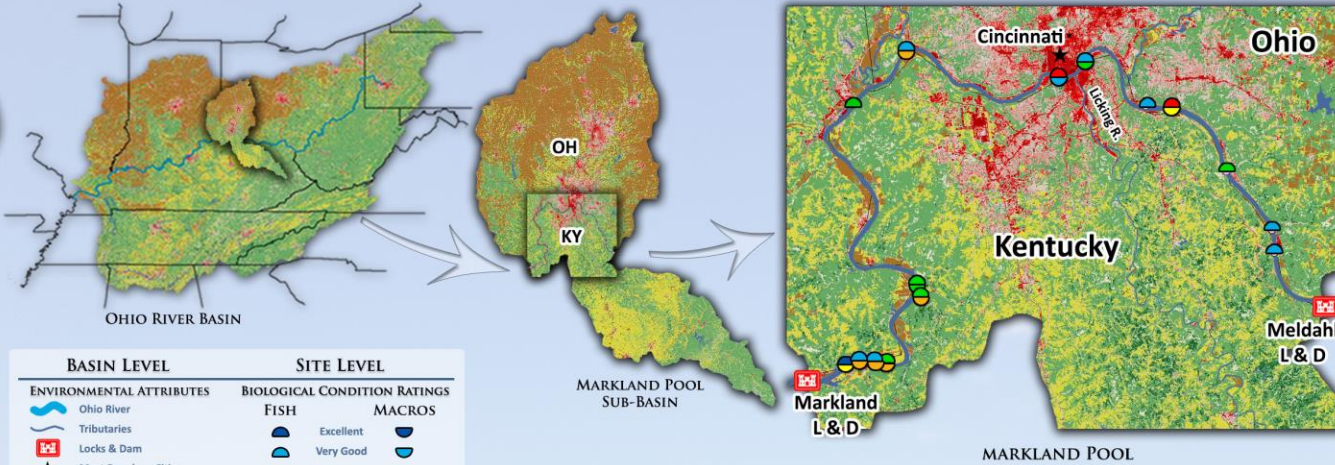 OHIO RIVER BASIN
OH
KY
MARKLAND POOL
SUB-BASIN
Cincinnati
Ohio
Licking R.
Kentucky
Meldahl
L & D
Markland
L & D
MARKLAND POOL
BASIN LEVEL
ENVIRONMENTAL ATTRIBUTES
Ohio River
Tributaries
Locks & Dam
SITE LEVEL
BIOLOGICAL CONDITION RATINGS
FISH MACROS
Excellent
Very Good